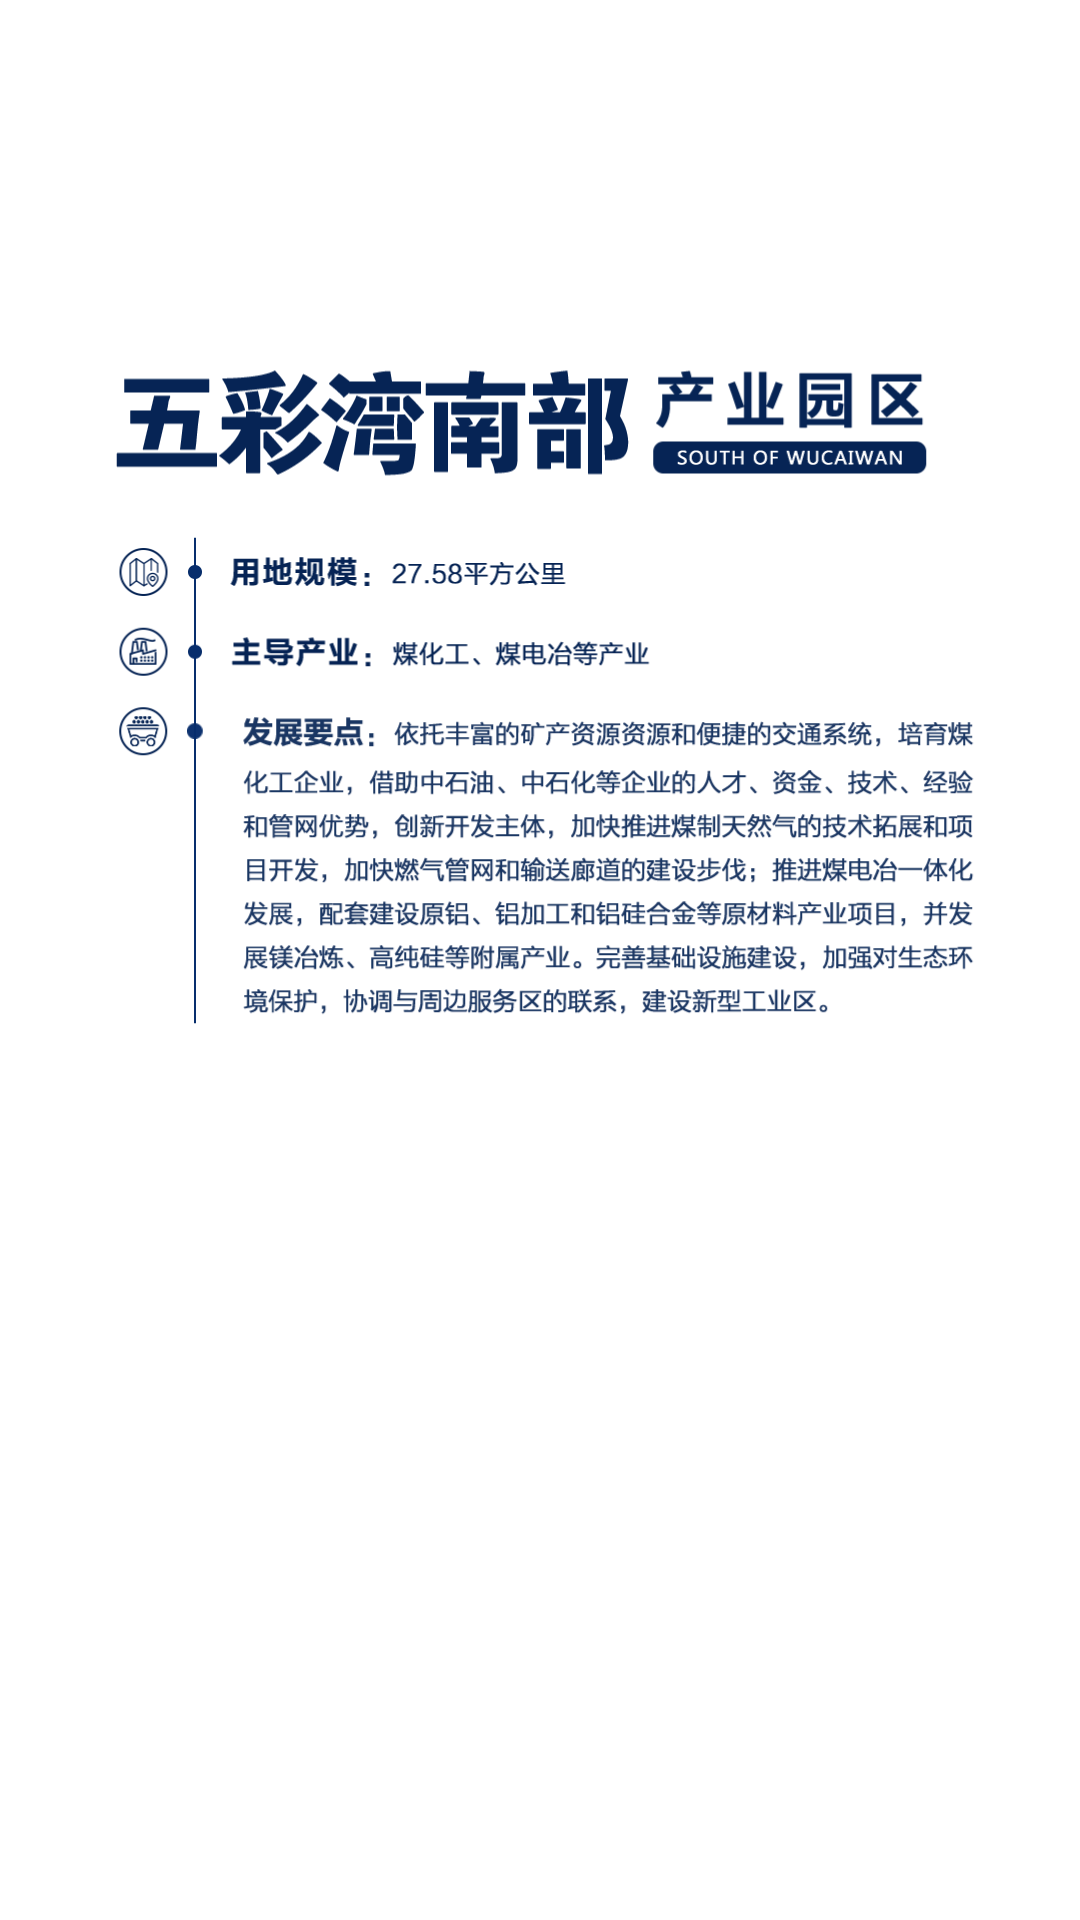 五彩湾南部 产业园区
SOUTH OF WUCAIWAN
用地规模：27.58平方公里
主导产业：煤化工、煤电冶等产业
发展要点：依托丰富的矿产资源资源和便捷的交通系统，培育煤
化工企业，借助中石油、中石化等企业的人才、资金、技术、经验
和管网优势，创新开发主体，加快推进煤制天然气的技术拓展和项
目开发，加快燃气管网和输送廊道的建设步伐；推进煤电冶一体化
发展，配套建设原铝、铝加工和铝硅合金等原材料产业项目，并发
展镁冶炼、高纯硅等附属产业。完善基础设施建设，加强对生态环
境保护，协调与周边服务区的联系，建设新型工业区。